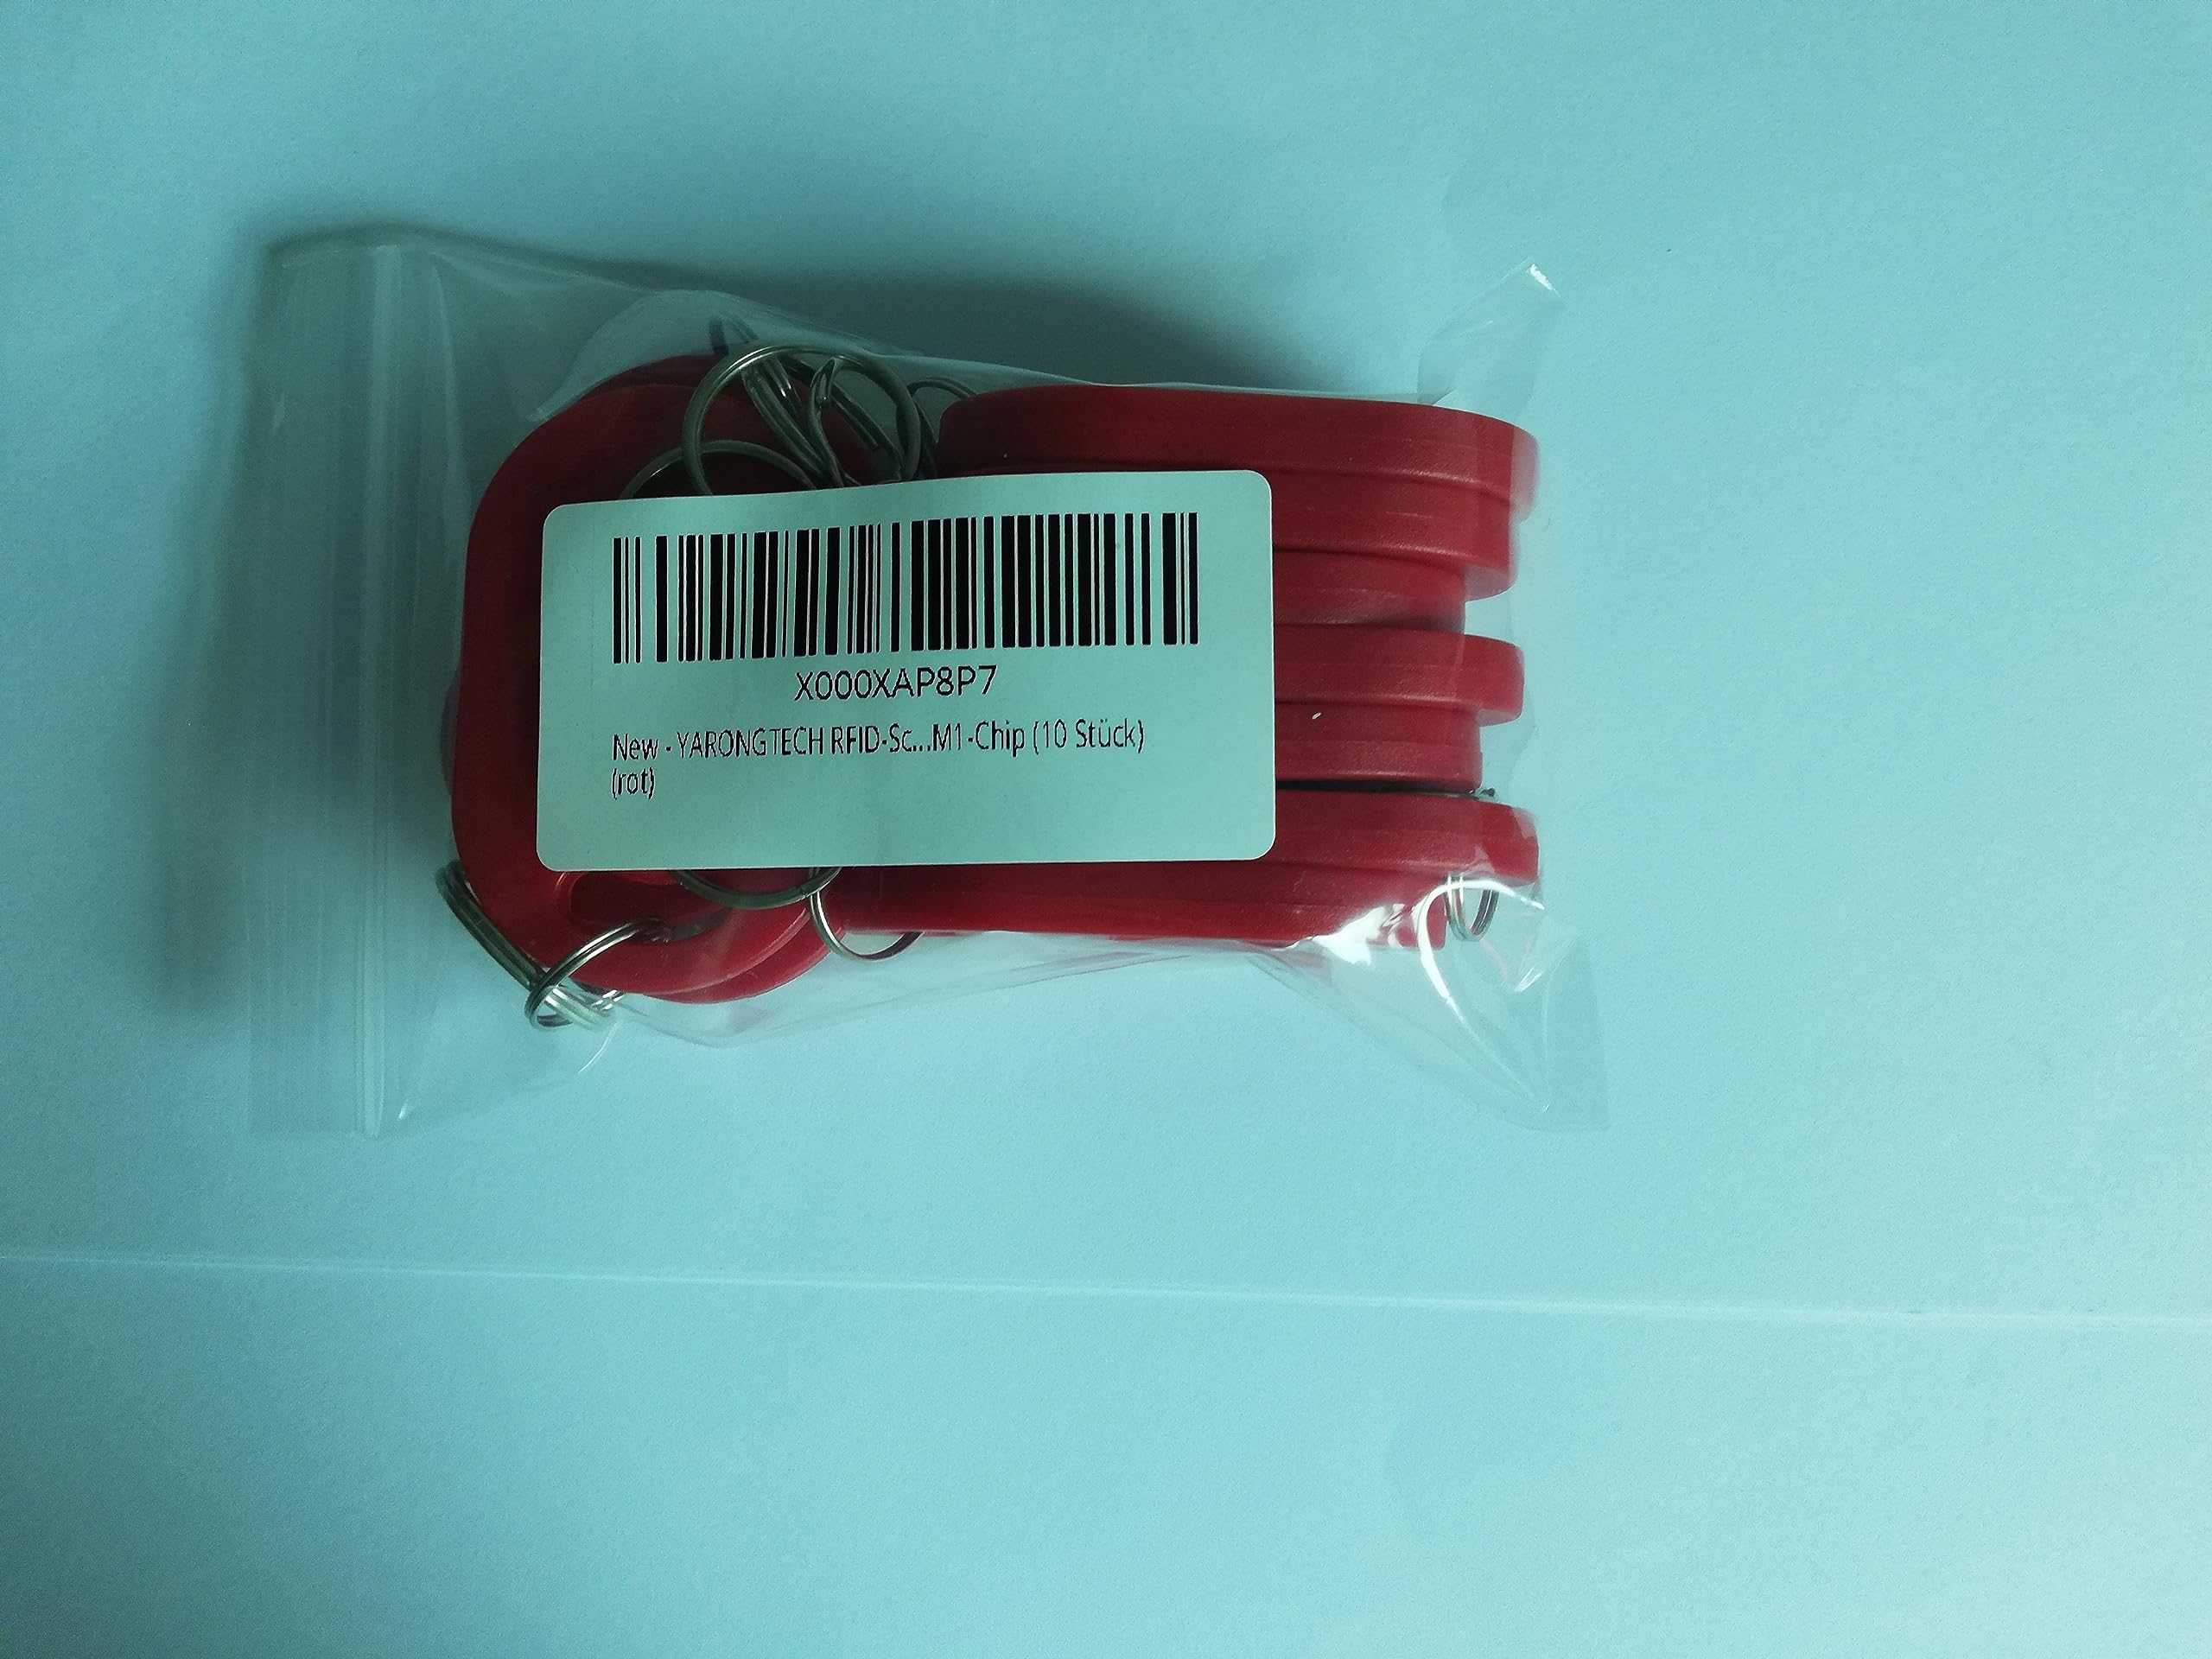 X000XAP8P7
New - YARONGTECH RFID-Sc...M1-Chip (10 Stück)
(rot)